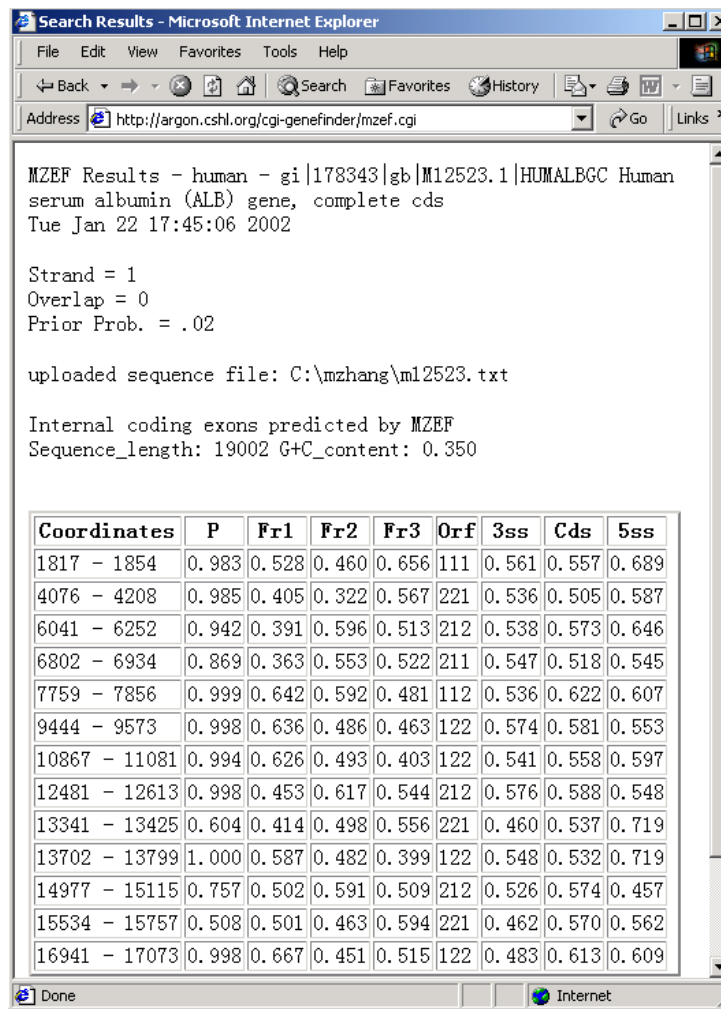 Search Results - Microsoft Internet Explorer
File Edit View Favorites Tools Help
Back Search Favorites History
Address http://argon.cshl.org/cgi-genefinder/mzef.cgi Go Links
MZEF Results - human - gi|178343|gb|M12523.1|HUMALBGC Human
serum albumin (ALB) gene, complete cds
Tue Jan 22 17:45:06 2002
Strand = 1
Overlap = 0
Prior Prob. = .02
uploaded sequence file: C:\mzhang\m12523.txt
Internal coding exons predicted by MZEF
Sequence_length: 19002 G+C_content: 0.350
Coordinates P Fr1 Fr2 Fr3 Orf 3ss Cds 5ss
1817 - 1854 0.983 0.528 0.460 0.656 111 0.561 0.557 0.689
4076 - 4208 0.985 0.405 0.322 0.567 221 0.536 0.505 0.587
6041 - 6252 0.942 0.391 0.596 0.513 212 0.538 0.573 0.646
6802 - 6934 0.869 0.363 0.553 0.522 211 0.547 0.518 0.545
7759 - 7856 0.999 0.642 0.592 0.481 112 0.536 0.622 0.607
9444 - 9573 0.998 0.636 0.486 0.463 122 0.574 0.581 0.553
10867 - 11081 0.994 0.626 0.493 0.403 122 0.541 0.558 0.597
12481 - 12613 0.998 0.453 0.617 0.544 212 0.576 0.588 0.548
13341 - 13425 0.604 0.414 0.498 0.556 221 0.460 0.537 0.719
13702 - 13799 1.000 0.587 0.482 0.399 122 0.548 0.532 0.719
14977 - 15115 0.757 0.502 0.591 0.509 212 0.526 0.574 0.457
15534 - 15757 0.508 0.501 0.463 0.594 221 0.462 0.570 0.562
16941 - 17073 0.998 0.667 0.451 0.515 122 0.483 0.613 0.609
Done Internet